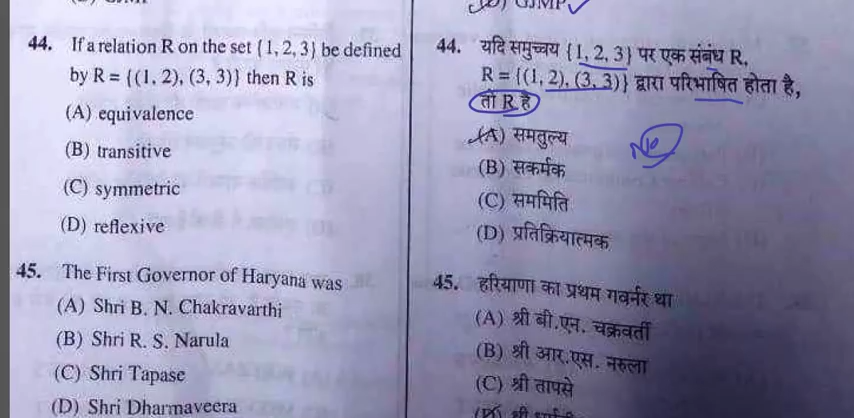 GJMP
44. If a relation R on the set {1, 2, 3} be defined
by R = {(1, 2), (3, 3)} then R is
(A) equivalence
(B) transitive
(C) symmetric
(D) reflexive
45. The First Governor of Haryana was
(A) Shri B. N. Chakravarthi
(B) Shri R. S. Narula
(C) Shri Tapase
(D) Shri Dharmaveera
44. यदि समुच्चय {1, 2, 3} पर एक संबंध R,
R = {(1, 2), (3, 3)} द्वारा परिभाषित होता है,
तो R है
(A) समतुल्य
No
(B) सकर्मक
(C) सममिति
(D) प्रतिक्रियात्मक
45. हरियाणा का प्रथम गवर्नर था
(A) श्री बी.एन. चक्रवर्ती
(B) श्री आर.एस. नरुला
(C) श्री तापसे